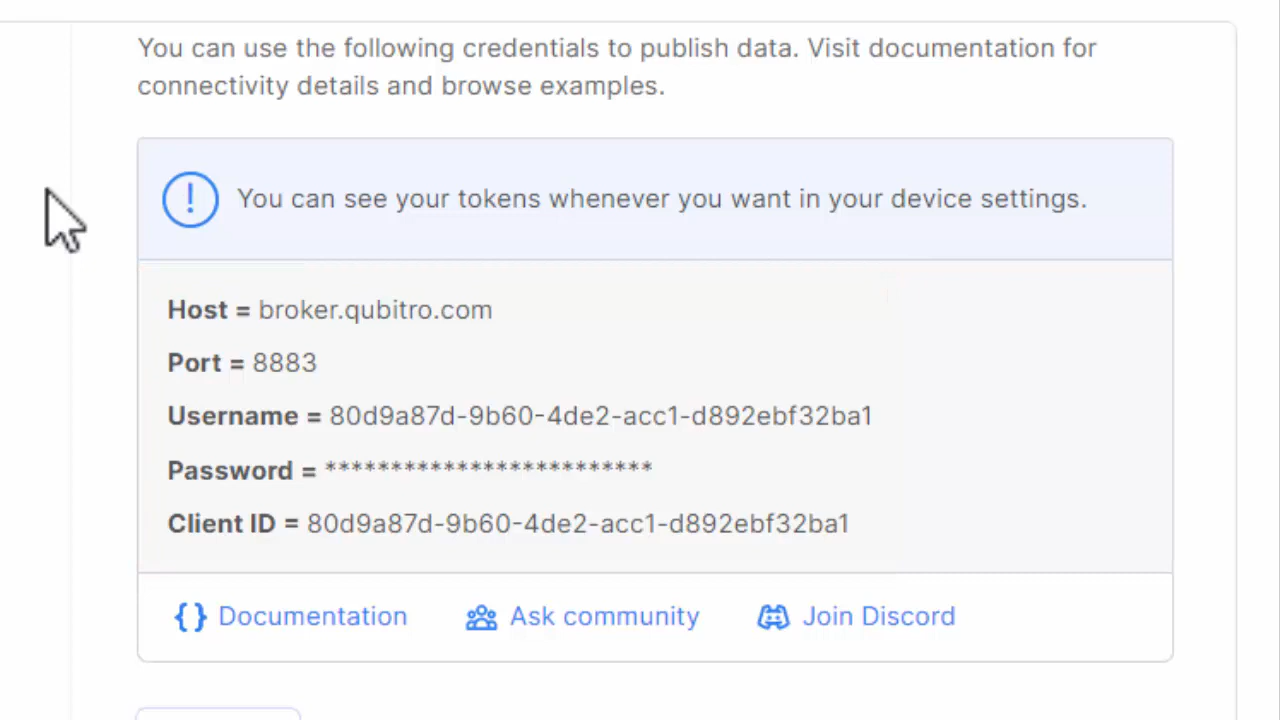 You can use the following credentials to publish data. Visit documentation for
connectivity details and browse examples.
You can see your tokens whenever you want in your device settings.
Host = broker.qubitro.com
Port = 8883
Username = 80d9a87d-9b60-4de2-acc1-d892ebf32ba1
Password = *************************
Client ID = 80d9a87d-9b60-4de2-acc1-d892ebf32ba1
Documentation Ask community Join Discord